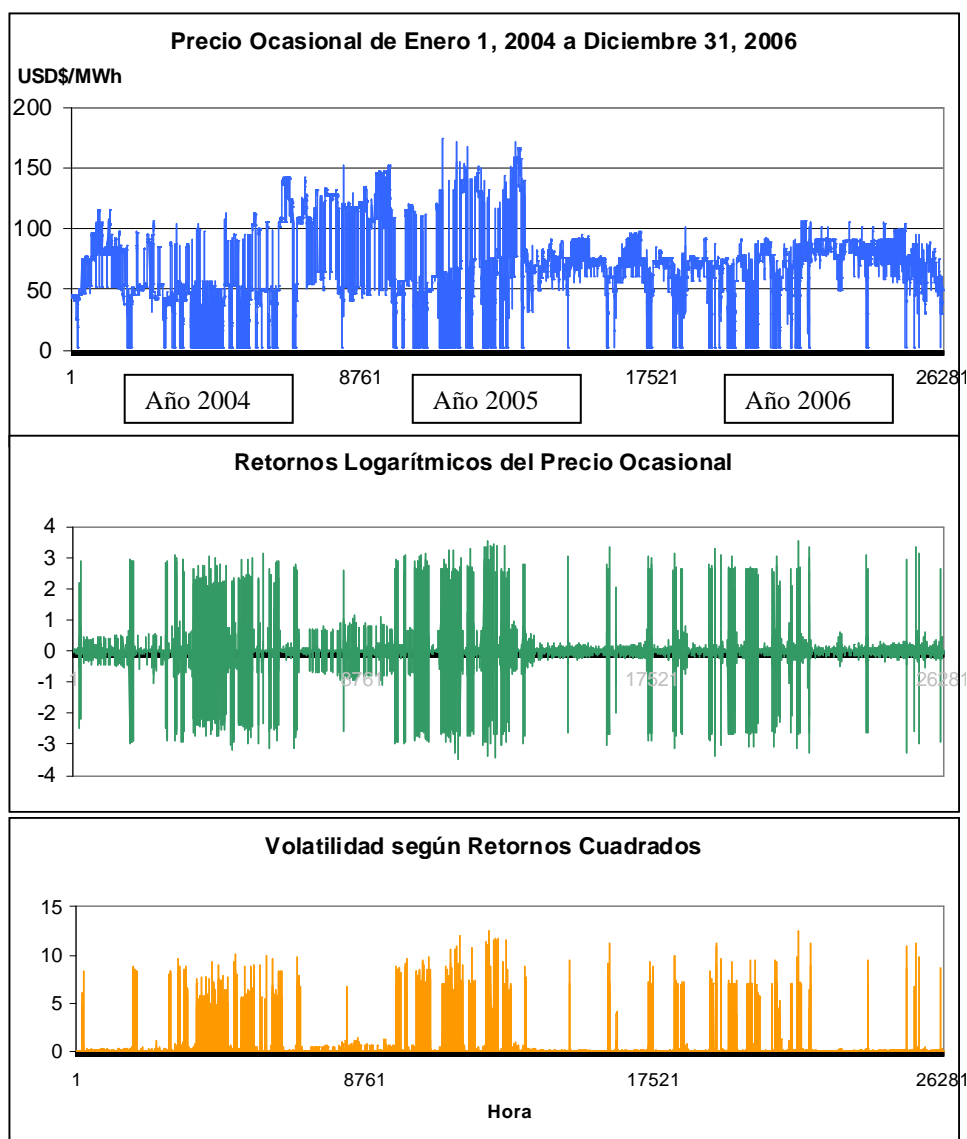 Precio Ocasional de Enero 1, 2004 a Diciembre 31, 2006
USD$/MWh
200
150
100
50
0
1 8761 17521 26281
Año 2004 Año 2005 Año 2006
Retornos Logarítmicos del Precio Ocasional
4
3
2
1
0
-1
-2
-3
-4
1 8761 17521 26281
Volatilidad según Retornos Cuadrados
15
10
5
0
1 8761 17521 26281
Hora